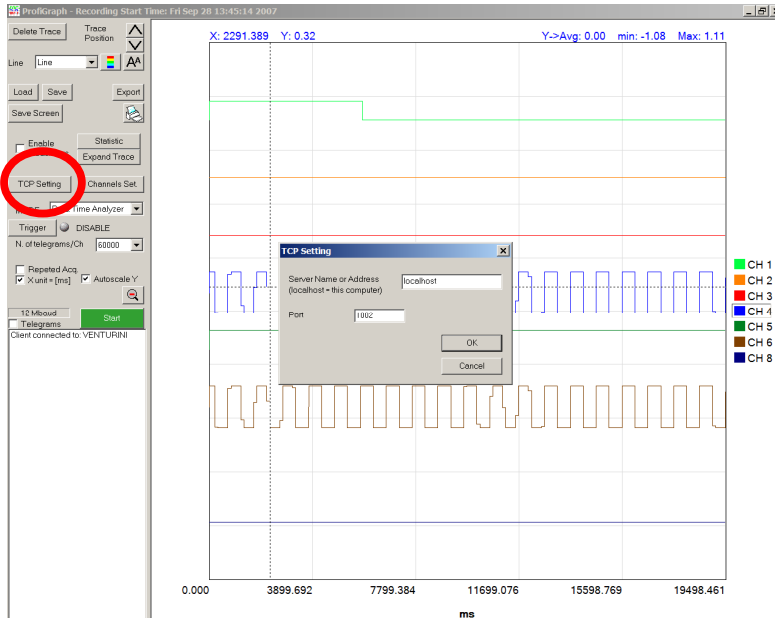 ProfiGraph - Recording Start Time: Fri Sep 28 13:45:14 2007
Delete Trace
Trace Position
Line
Line
AA
Load
Save
Export
Save Screen
Enable
Statistic
Expand Trace
TCP Setting
Channels Set.
Time Analyzer
Trigger
DISABLE
N. of telegrams/Ch
60000
Repeted Acq.
X unit = [ms]
Autoscale Y
12 Mbaud
Telegrams
Start
Client connected to: VENTURINI
X: 2291.389 Y: 0.32
Y->Avg: 0.00 min: -1.08 Max: 1.11
TCP Setting
Server Name or Address
(localhost = this computer)
localhost
Port
1002
OK
Cancel
CH 1
CH 2
CH 3
CH 4
CH 5
CH 6
CH 8
0.000
3899.692
7799.384
11699.076
15598.769
19498.461
ms